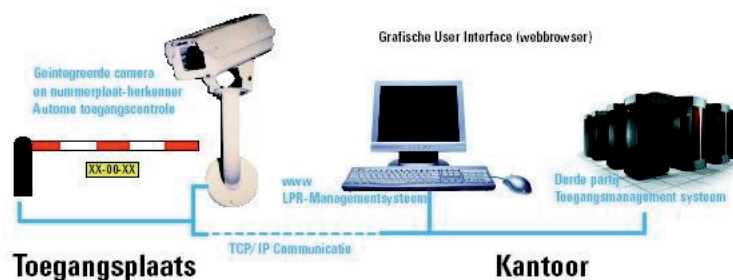 Grafische User Interface (webbrowser)
Geintegreerde camera
en nummerplaat-herkenner
Autome toegangscontrole
XX-00-XX
www
LPR-Managementsysteem
Derde partij
Toegangsmanagement systeem
TCP/IP Communicatie
Toegangsplaats
Kantoor